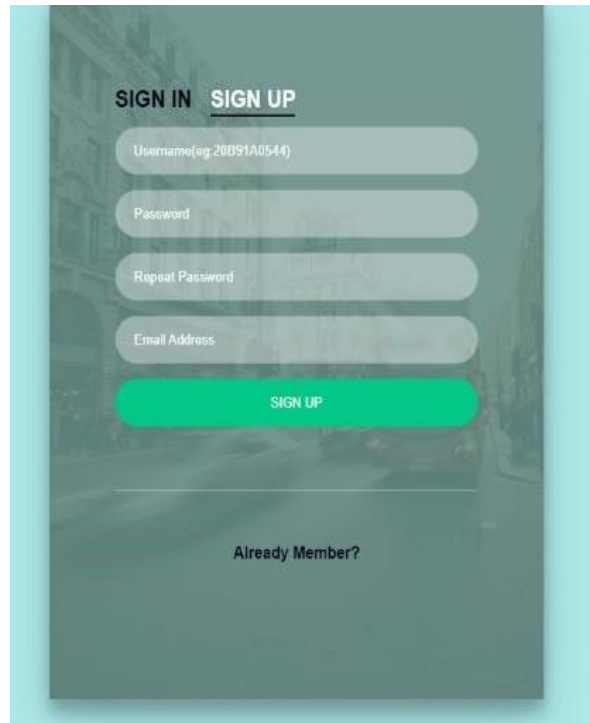 SIGN IN SIGN UP
Username(eg:20B91A0544)
Password
Repeat Password
Email Address
SIGN UP
Already Member?